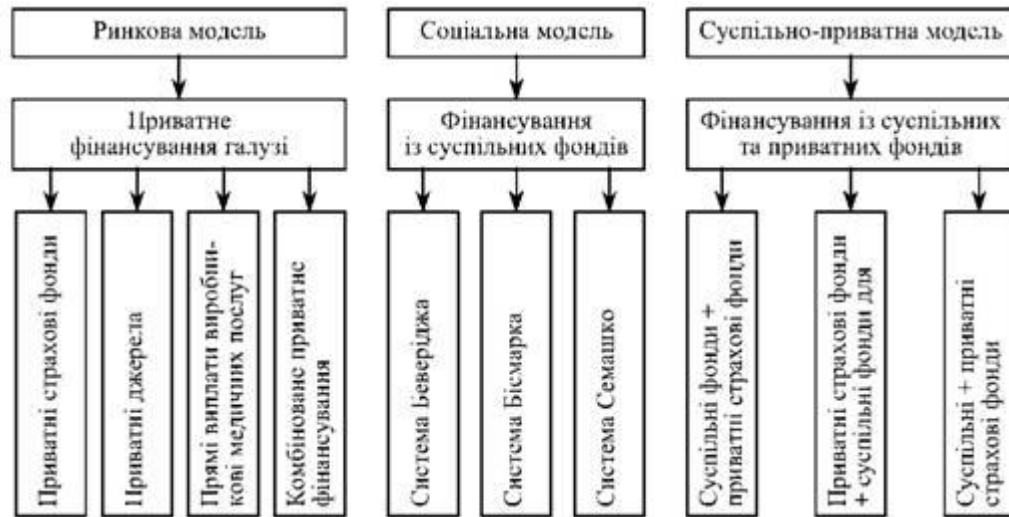 Ринкова модель
Соціальна модель
Суспільно-приватна модель
Приватне
фінансування галузі
Фінансування
із суспільних фондів
Фінансування із суспільних
та приватних фондів
Приватні страхові фонди
Приватні джерела
Прямі виплати виробни-
кові медичних послуг
Комбіноване приватне
фінансування
Система Беверіджа
Система Бісмарка
Система Семашко
Суспільні фонди +
приватні страхові фонди
Приватні страхові фонди
+ суспільні фонди для
Суспільні + приватні
страхові фонди